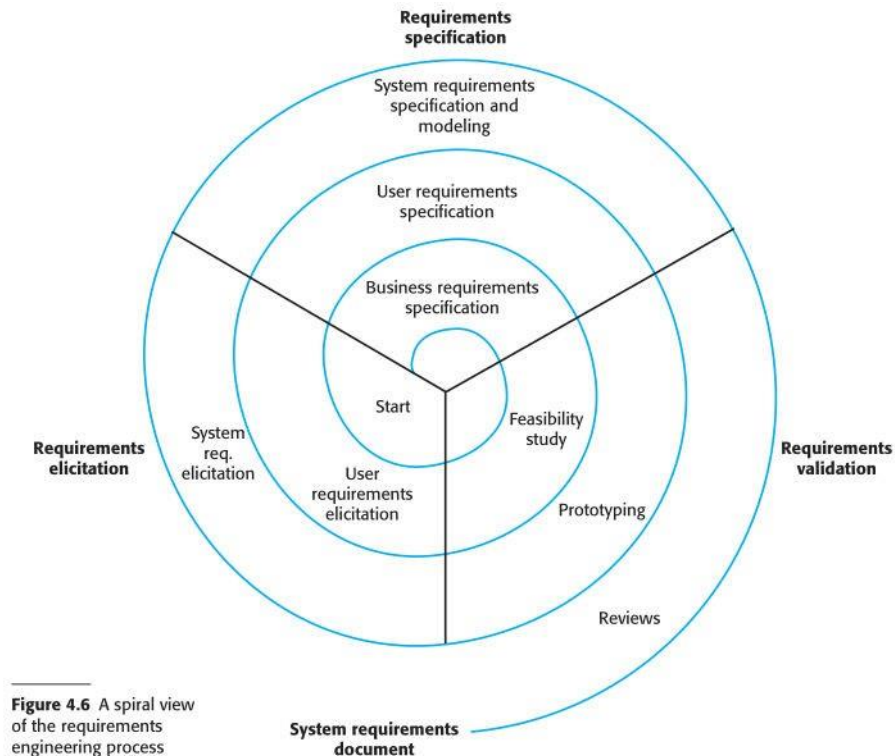 Requirements
specification
System requirements
specification and
modeling
User requirements
specification
Business requirements
specification
Start
Feasibility
study
Requirements
elicitation
System
req.
elicitation
User
requirements
elicitation
Requirements
validation
Prototyping
Reviews
Figure 4.6 A spiral view
of the requirements
engineering process
System requirements
document